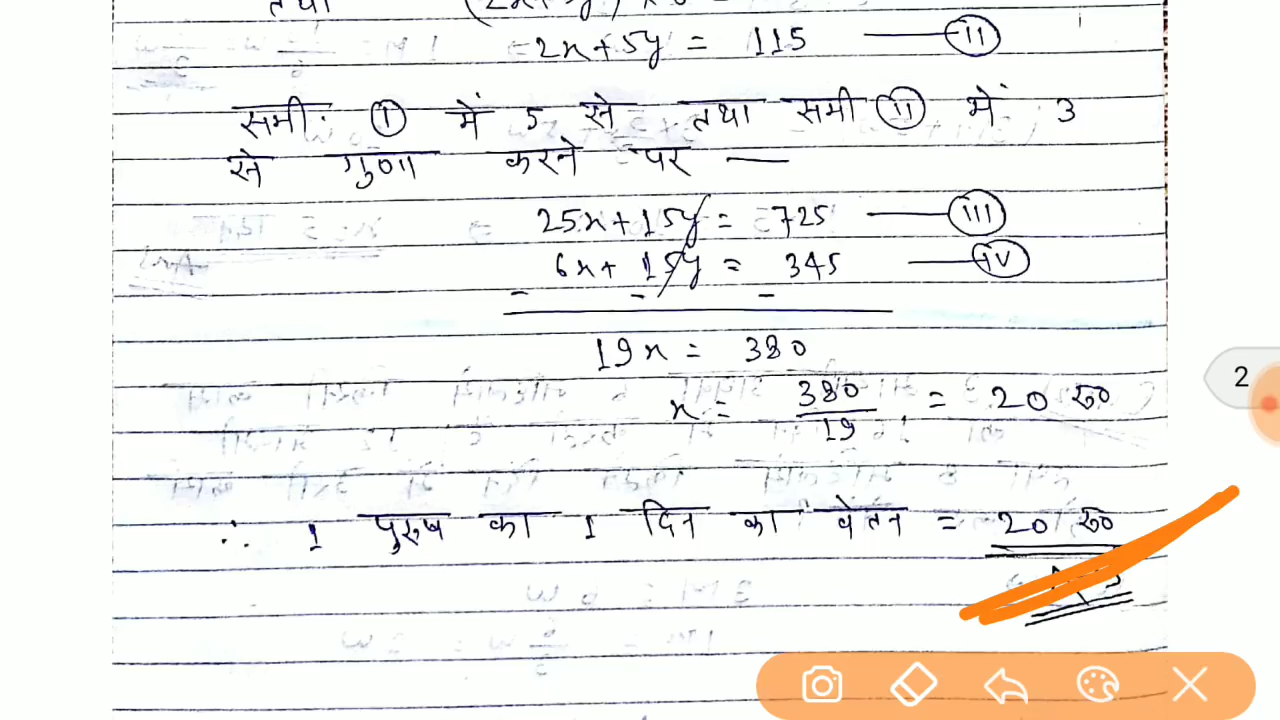 तथा
2x+5y = 115 —— II
समी. I में 5 से तथा समी II में 3
से गुणा करने पर —
25x+15y = 725 —— III
6x+ 15y = 345 —— IV
- - -
19x = 380
x = 380/19 = 20 रू०
∴ 1 पुरुष का 1 दिन का वेतन = 20 रू०
2